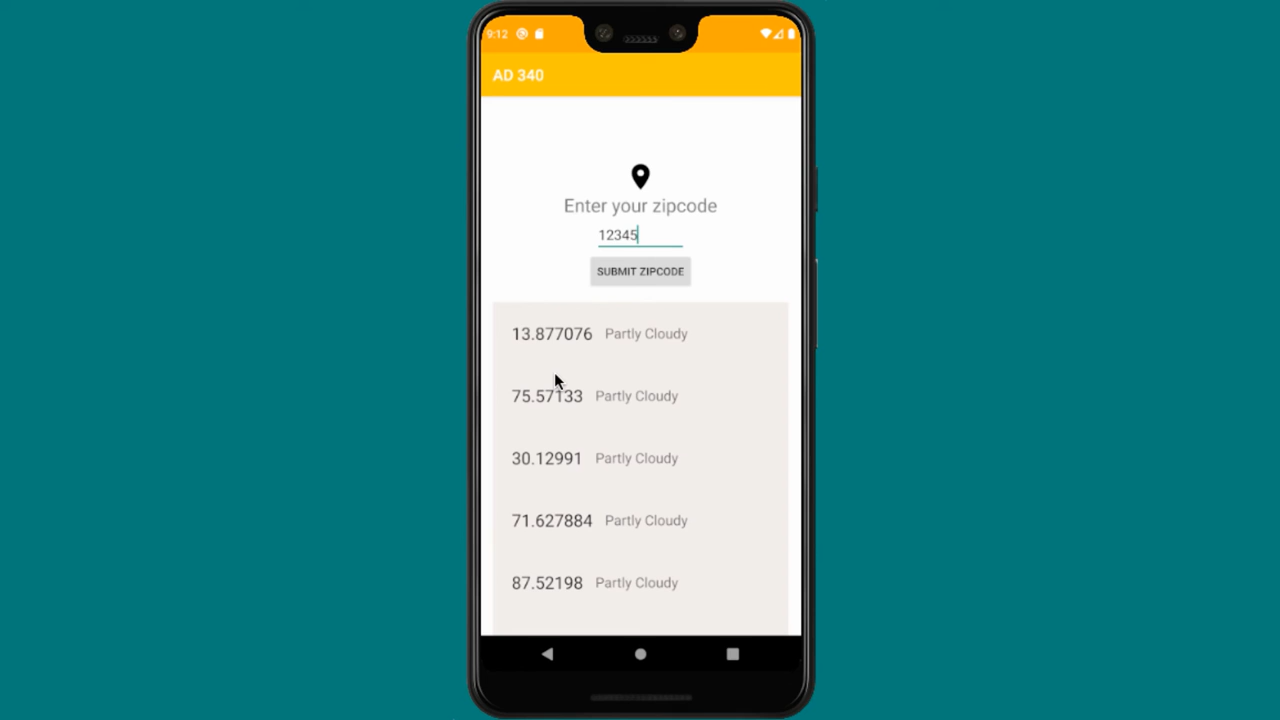 9:12
AD 340
Enter your zipcode
12345
SUBMIT ZIPCODE
13.877076 Partly Cloudy
75.57133 Partly Cloudy
30.12991 Partly Cloudy
71.627884 Partly Cloudy
87.52198 Partly Cloudy